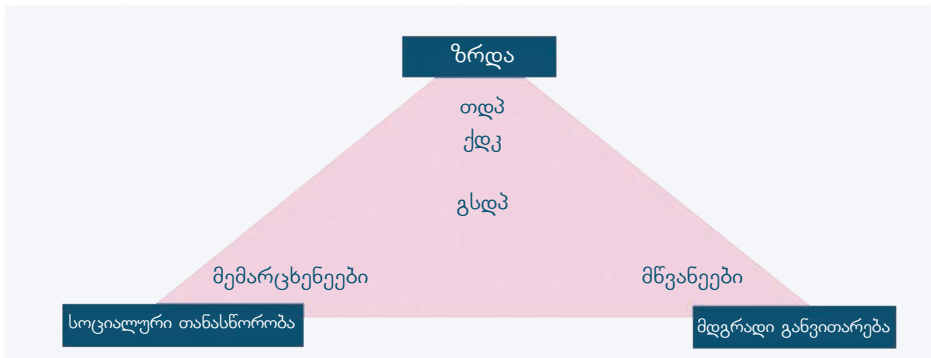 ზრდა
თდპ
ქდკ
გსდპ
მემარცხენეები
მწვანეები
სოციალური თანასწორობა
მდგრადი განვითარება